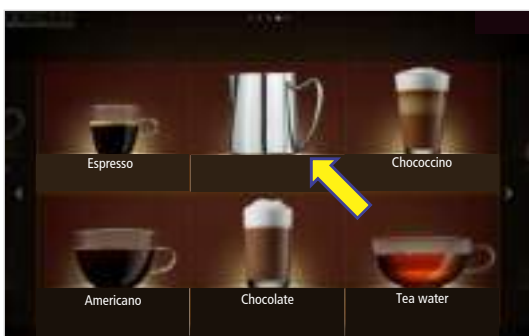 Espresso
Chococcino
Americano
Chocolate
Tea water